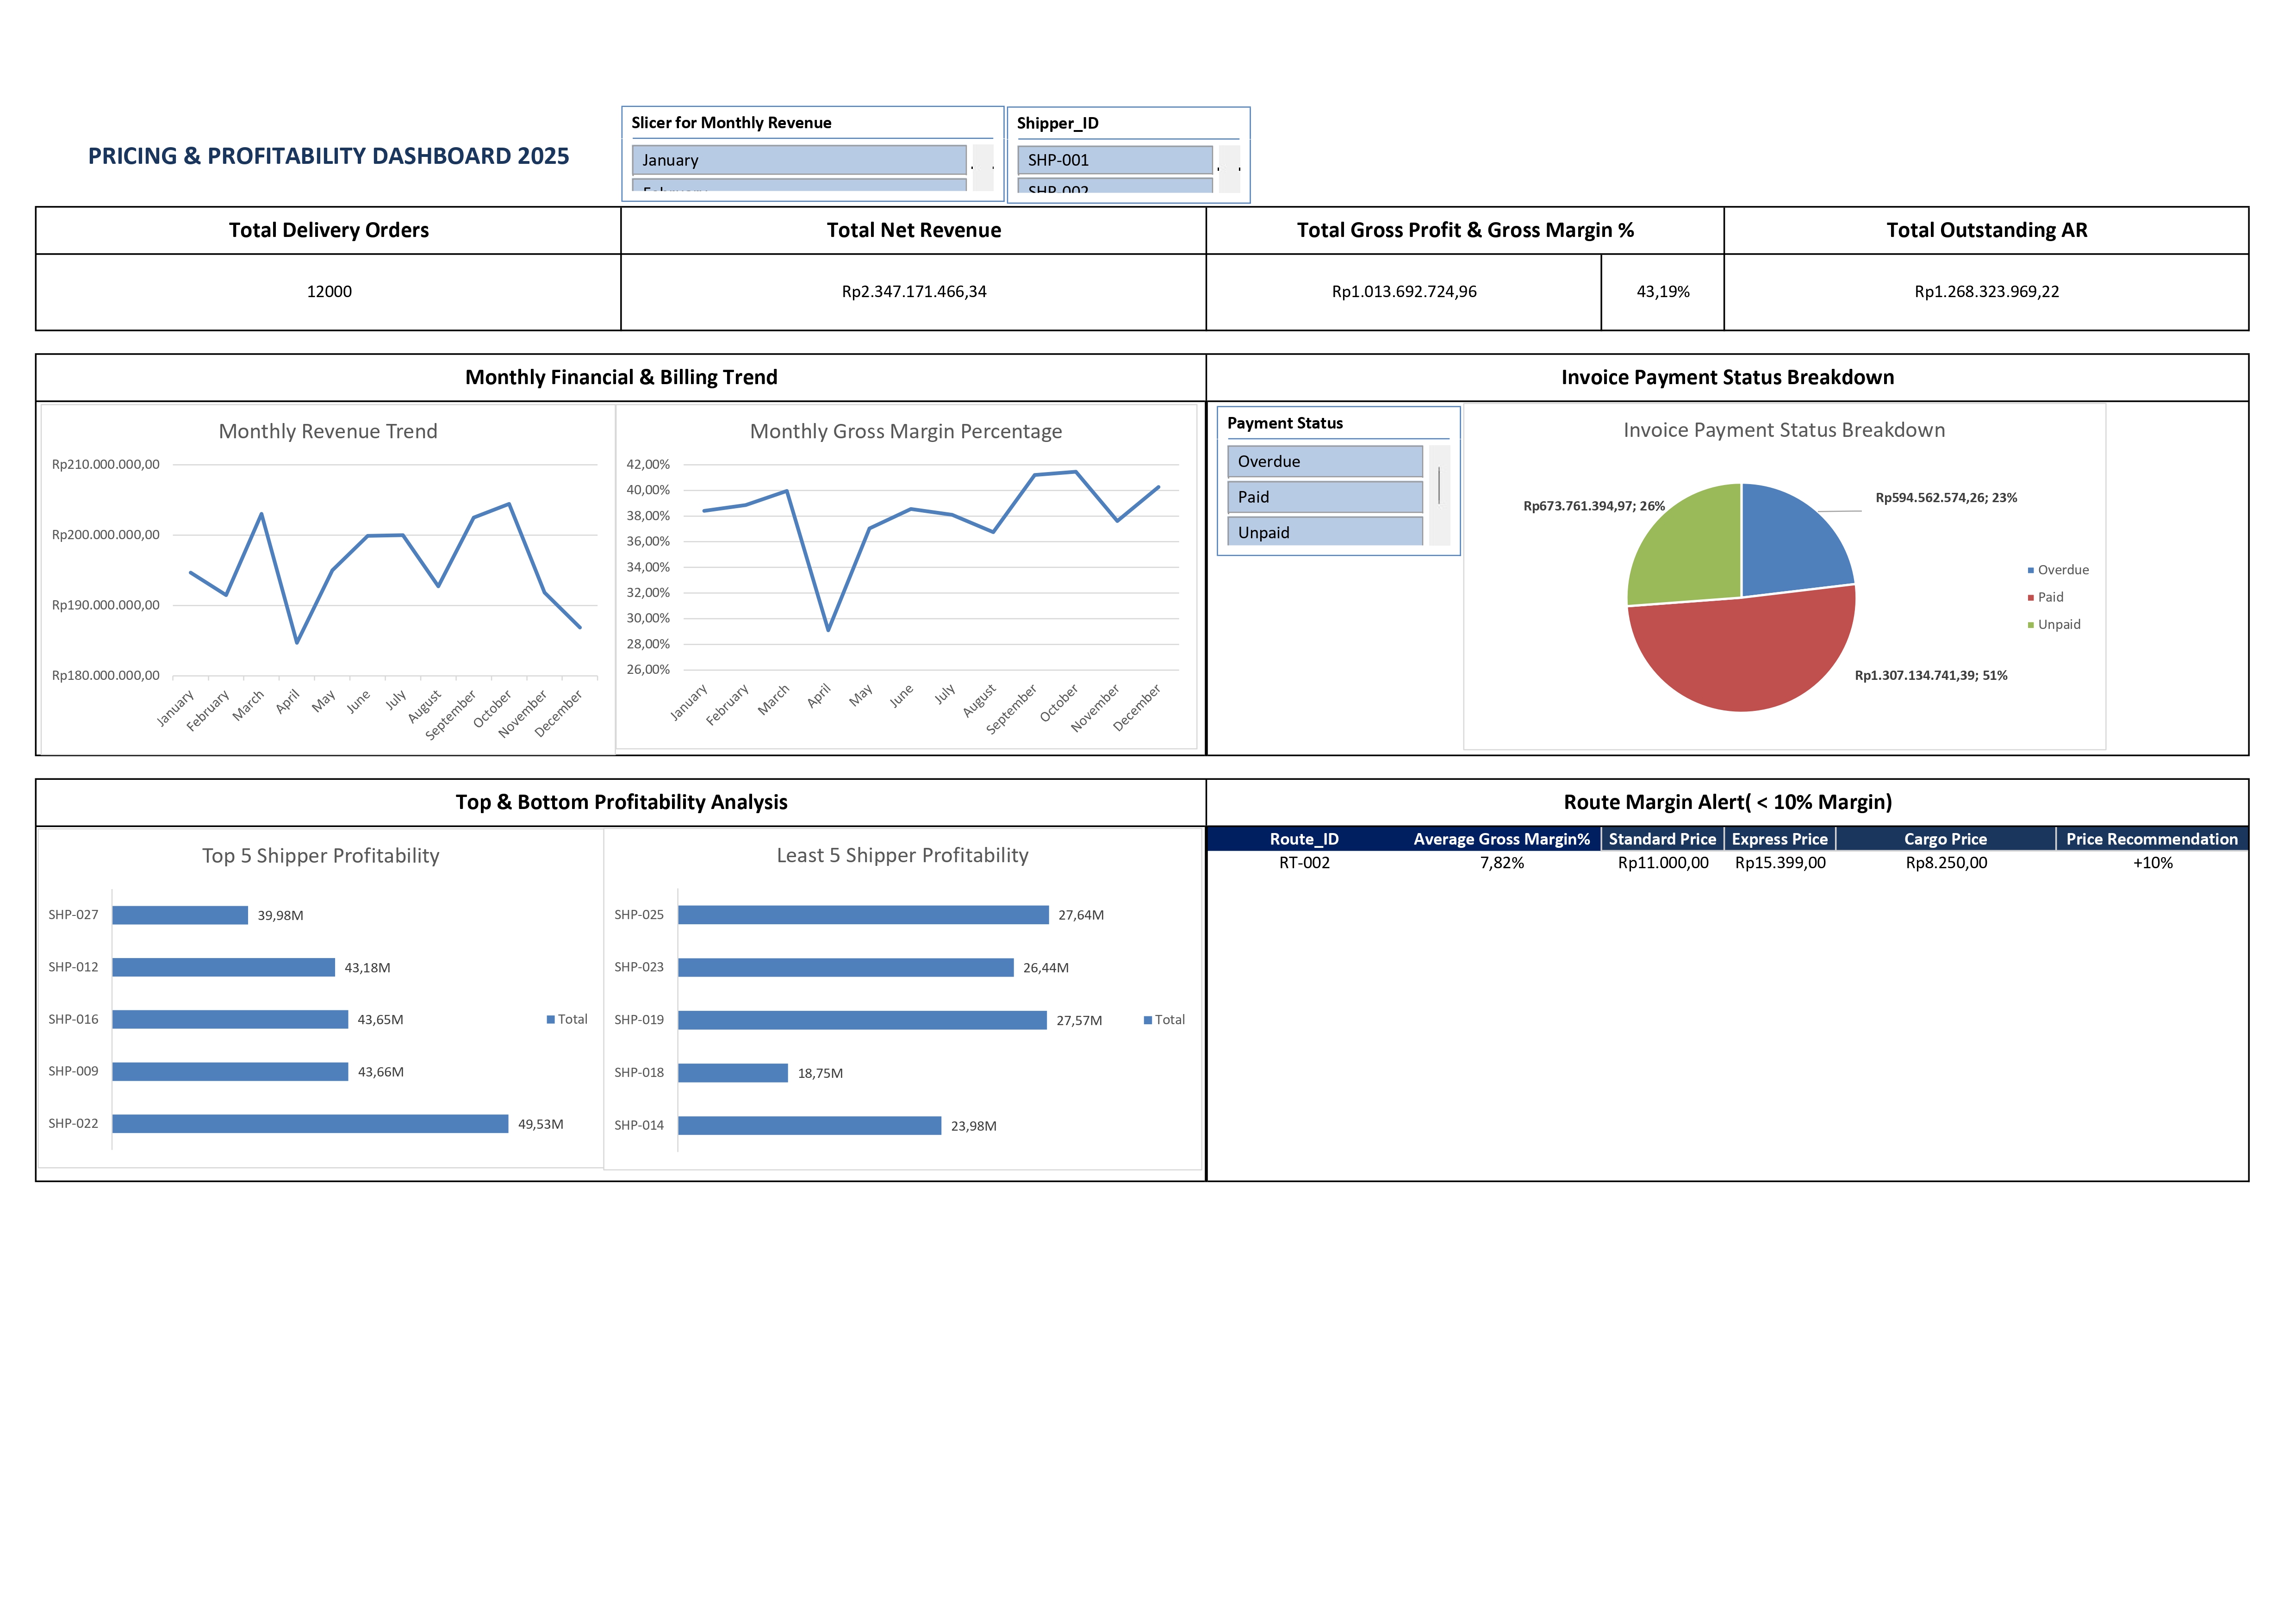 Slicer for Monthly Revenue
Shipper_ID
PRICING & PROFITABILITY DASHBOARD 2025
January
SHP-001
SHP-002
Total Delivery Orders
Total Net Revenue
Total Gross Profit & Gross Margin %
Total Outstanding AR
12000
Rp2.347.171.466,34
Rp1.013.692.724,96
43,19%
Rp1.268.323.969,22
Monthly Financial & Billing Trend
Invoice Payment Status Breakdown
Monthly Revenue Trend
Rp210.000.000,00
Rp200.000.000,00
Rp190.000.000,00
Rp180.000.000,00
January
February
March
April
May
June
July
August
September
October
November
December
Monthly Gross Margin Percentage
42,00%
40,00%
38,00%
36,00%
34,00%
32,00%
30,00%
28,00%
26,00%
January
February
March
April
May
June
July
August
September
October
November
December
Payment Status
Overdue
Paid
Unpaid
Invoice Payment Status Breakdown
Rp673.761.394,97; 26%
Rp594.562.574,26; 23%
Rp1.307.134.741,39; 51%
Overdue
Paid
Unpaid
Top & Bottom Profitability Analysis
Route Margin Alert( < 10% Margin)
Top 5 Shipper Profitability
SHP-027 39,98M
SHP-012 43,18M
SHP-016 43,65M
SHP-009 43,66M
SHP-022 49,53M
Total
Least 5 Shipper Profitability
SHP-025 27,64M
SHP-023 26,44M
SHP-019 27,57M
SHP-018 18,75M
SHP-014 23,98M
Total
Route_ID Average Gross Margin% Standard Price Express Price Cargo Price Price Recommendation
RT-002 7,82% Rp11.000,00 Rp15.399,00 Rp8.250,00 +10%